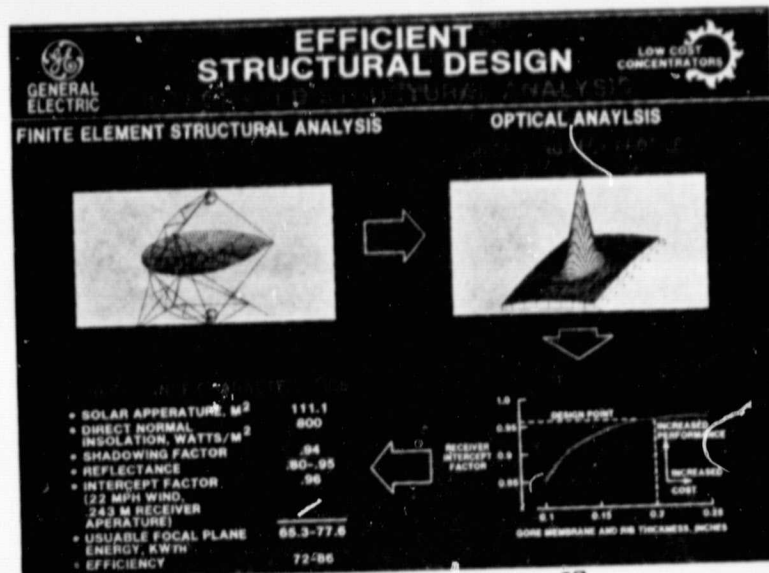 EFFICIENT
STRUCTURAL DESIGN
GENERAL
ELECTRIC
LOW COST
CONCENTRATORS
FINITE ELEMENT STRUCTURAL ANALYSIS
OPTICAL ANAYLSIS
• SOLAR APPERATURE, M² 111.1
• DIRECT NORMAL 800
INSOLATION, WATTS/M²
• SHADOWING FACTOR .94
• REFLECTANCE .80-.95
• INTERCEPT FACTOR .96
(22 MPH WIND,
.243 M RECEIVER
APERATURE)
• USUABLE FOCAL PLANE 65.3-77.6
ENERGY, KWTH
• EFFICIENCY 72-86
RECEIVER
INTERCEPT
FACTOR
1.0
0.95
0.9
0.85
DESIGN POINT
INCREASED
PERFORMANCE
INCREASED
COST
0.1 0.15 0.2 0.25
GORE MEMBRANE AND RIB THICKNESS, INCHES